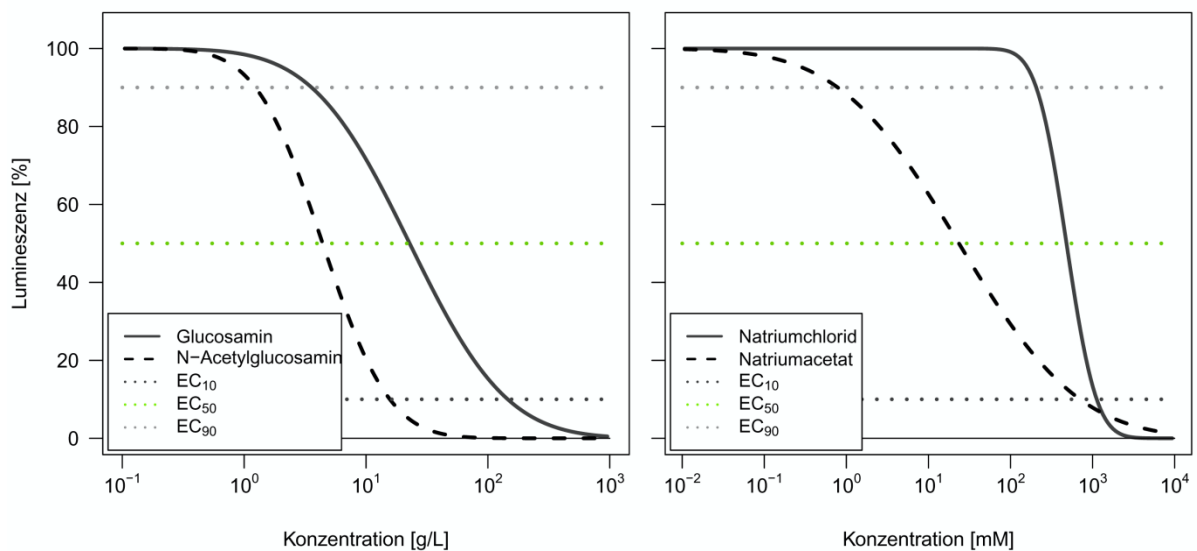 Lumineszenz [%]
100
80
60
40
20
0
Glucosamin
N−Acetylglucosamin
EC10
EC50
EC90
10−1
100
101
102
103
Konzentration [g/L]
Natriumchlorid
Natriumacetat
EC10
EC50
EC90
10−2
10−1
100
101
102
103
104
Konzentration [mM]